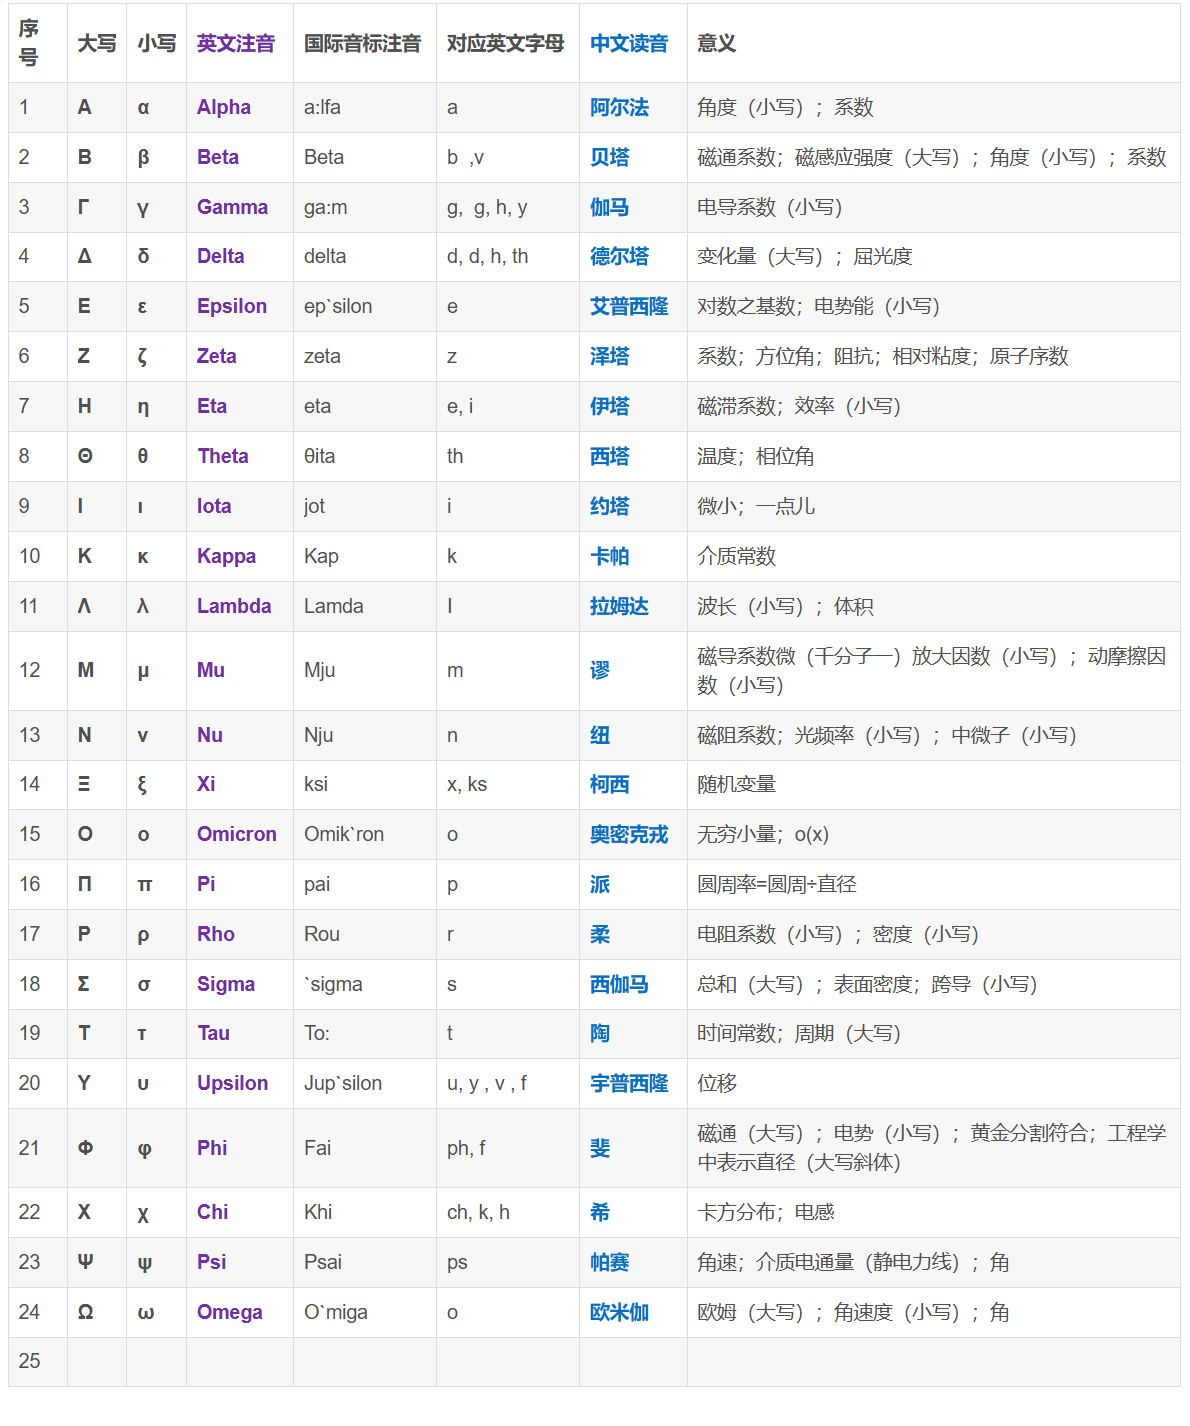 序号 大写 小写 英文注音 国际音标注音 对应英文字母 中文读音 意义
1 Α α Alpha a:lfa a 阿尔法 角度（小写）；系数
2 Β β Beta Beta b ,v 贝塔 磁通系数；磁感应强度（大写）；角度（小写）；系数
3 Γ γ Gamma ga:m g, g, h, y 伽马 电导系数（小写）
4 Δ δ Delta delta d, d, h, th 德尔塔 变化量（大写）；屈光度
5 Ε ε Epsilon ep`silon e 艾普西隆 对数之基数；电势能（小写）
6 Ζ ζ Zeta zeta z 泽塔 系数；方位角；阻抗；相对粘度；原子序数
7 Η η Eta eta e, i 伊塔 磁滞系数；效率（小写）
8 Θ θ Theta θita th 西塔 温度；相位角
9 Ι ι Iota jot i 约塔 微小；一点儿
10 Κ κ Kappa Kap k 卡帕 介质常数
11 Λ λ Lambda Lamda l 拉姆达 波长（小写）；体积
12 Μ μ Mu Mju m 谬 磁导系数微（千分子一）放大因数（小写）；动摩擦因
数（小写）
13 Ν ν Nu Nju n 纽 磁阻系数；光频率（小写）；中微子（小写）
14 Ξ ξ Xi ksi x, ks 柯西 随机变量
15 Ο ο Omicron Omik`ron o 奥密克戎 无穷小量；o(x)
16 Π π Pi pai p 派 圆周率=圆周÷直径
17 Ρ ρ Rho Rou r 柔 电阻系数（小写）；密度（小写）
18 Σ σ Sigma `sigma s 西伽马 总和（大写）；表面密度；跨导（小写）
19 Τ τ Tau To: t 陶 时间常数；周期（大写）
20 Υ υ Upsilon Jup`silon u, y , v , f 宇普西隆 位移
21 Φ φ Phi Fai ph, f 斐 磁通（大写）；电势（小写）；黄金分割符合；工程学
中表示直径（大写斜体）
22 Χ χ Chi Khi ch, k, h 希 卡方分布；电感
23 Ψ ψ Psi Psai ps 帕赛 角速；介质电通量（静电力线）；角
24 Ω ω Omega O`miga o 欧米伽 欧姆（大写）；角速度（小写）；角
25